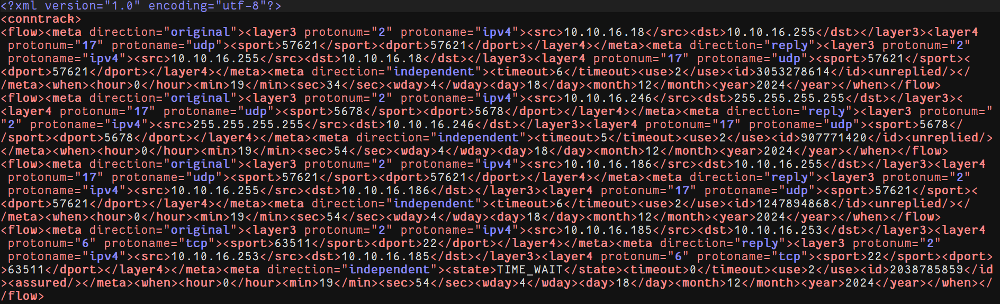 <?xml version="1.0" encoding="utf-8"?>
<conntrack>
<flow><meta direction="original"><layer3 protonum="2" protoname="ipv4"><src>10.10.16.18</src><dst>10.10.16.255</dst></layer3><layer4
protonum="17" protoname="udp"><sport>57621</sport><dport>57621</dport></layer4></meta><meta direction="reply"><layer3 protonum="2"
protoname="ipv4"><src>10.10.16.255</src><dst>10.10.16.18</dst></layer3><layer4 protonum="17" protoname="udp"><sport>57621</sport><
<dport>57621</dport></layer4></meta><meta direction="independent"><timeout>6</timeout><use>2</use><id>3053278614</id><unreplied/></
/meta><when><hour>0</hour><min>19</min><sec>34</sec><wday>4</wday><day>18</day><month>12</month><year>2024</year></when></flow>
<flow><meta direction="original"><layer3 protonum="2" protoname="ipv4"><src>10.10.16.246</src><dst>255.255.255.255</dst></layer3><
<layer4 protonum="17" protoname="udp"><sport>5678</sport><dport>5678</dport></layer4></meta><meta direction="reply"><layer3 protonum="
"2" protoname="ipv4"><src>255.255.255.255</src><dst>10.10.16.246</dst></layer3><layer4 protonum="17" protoname="udp"><sport>5678</
/sport><dport>5678</dport></layer4></meta><meta direction="independent"><timeout>5</timeout><use>2</use><id>907771420</id><unreplied/>
</meta><when><hour>0</hour><min>19</min><sec>54</sec><wday>4</wday><day>18</day><month>12</month><year>2024</year></when></flow>
<flow><meta direction="original"><layer3 protonum="2" protoname="ipv4"><src>10.10.16.186</src><dst>10.10.16.255</dst></layer3><layer4
protonum="17" protoname="udp"><sport>57621</sport><dport>57621</dport></layer4></meta><meta direction="reply"><layer3 protonum="2"
protoname="ipv4"><src>10.10.16.255</src><dst>10.10.16.186</dst></layer3><layer4 protonum="17" protoname="udp"><sport>57621</sport><
<dport>57621</dport></layer4></meta><meta direction="independent"><timeout>6</timeout><use>2</use><id>1247894868</id><unreplied/></
/meta><when><hour>0</hour><min>19</min><sec>54</sec><wday>4</wday><day>18</day><month>12</month><year>2024</year></when></flow>
<flow><meta direction="original"><layer3 protonum="2" protoname="ipv4"><src>10.10.16.185</src><dst>10.10.16.253</dst></layer3><layer4
protonum="6" protoname="tcp"><sport>63511</sport><dport>22</dport></layer4></meta><meta direction="reply"><layer3 protonum="2"
protoname="ipv4"><src>10.10.16.253</src><dst>10.10.16.185</dst></layer3><layer4 protonum="6" protoname="tcp"><sport>22</sport><dport>
>63511</dport></layer4></meta><meta direction="independent"><state>TIME_WAIT</state><timeout>0</timeout><use>2</use><id>2038785859</id
><assured/></meta><when><hour>0</hour><min>19</min><sec>54</sec><wday>4</wday><day>18</day><month>12</month><year>2024</year></when></
/flow>